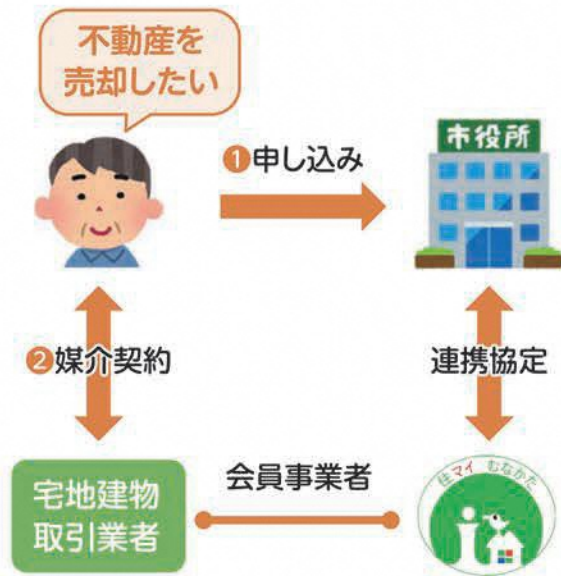 不動産を
売却したい
❶申し込み
市役所
❷媒介契約
連携協定
宅地建物
取引業者
会員事業者
住マイ むなかた